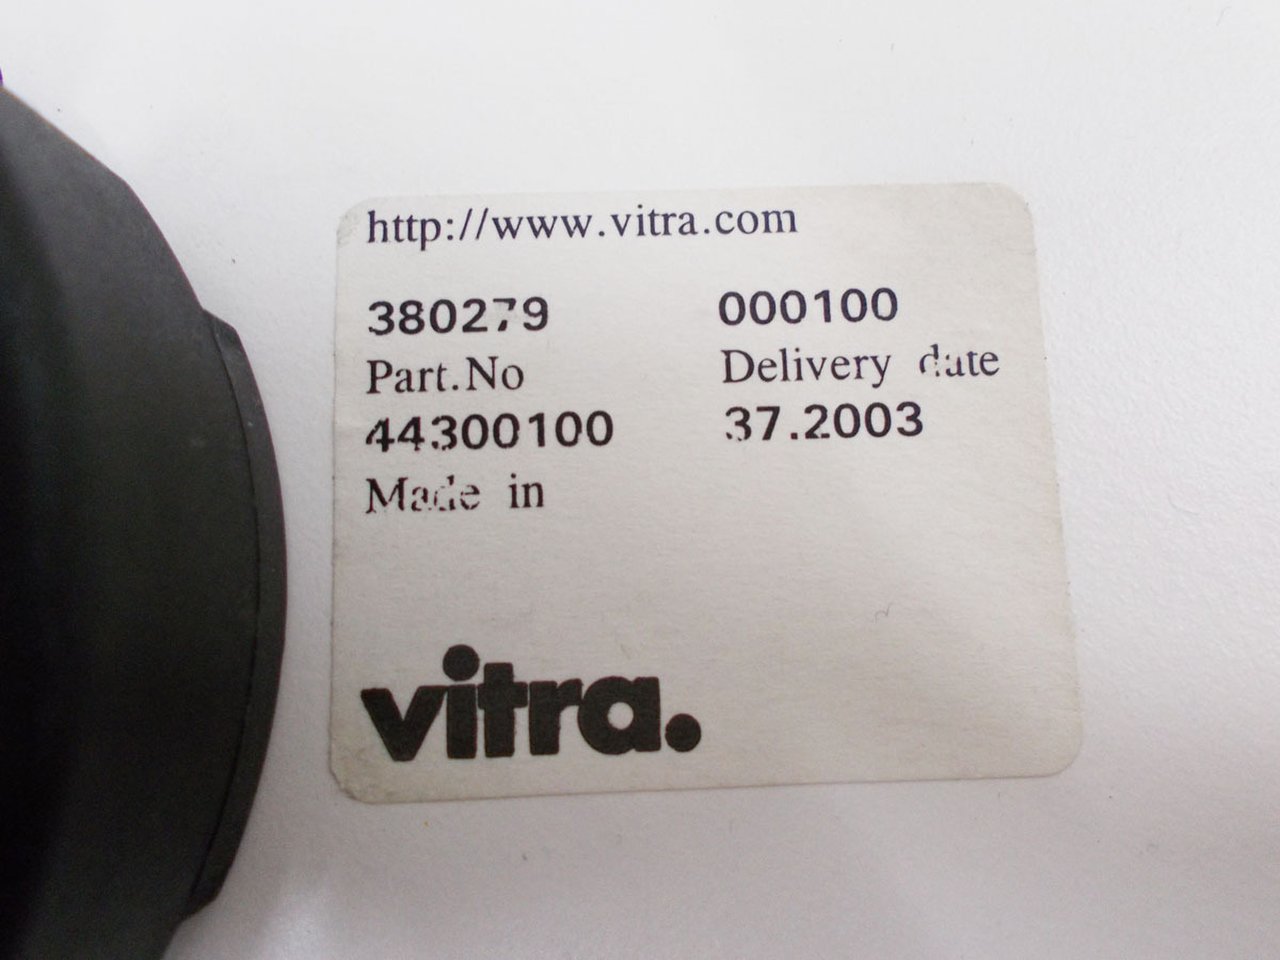 http://www.vitra.com
380279 000100
Part.No Delivery date
44300100 37.2003
Made in
vitra.